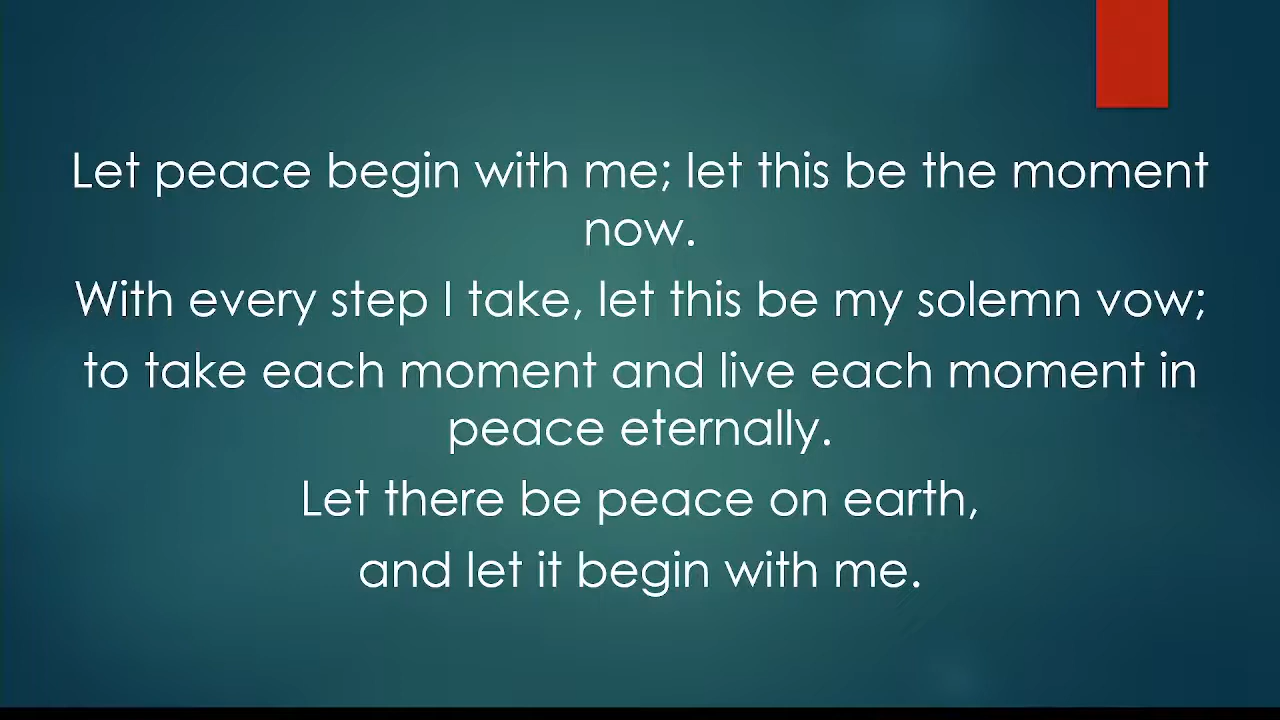 Let peace begin with me; let this be the moment
now.
With every step I take, let this be my solemn vow;
to take each moment and live each moment in
peace eternally.
Let there be peace on earth,
and let it begin with me.